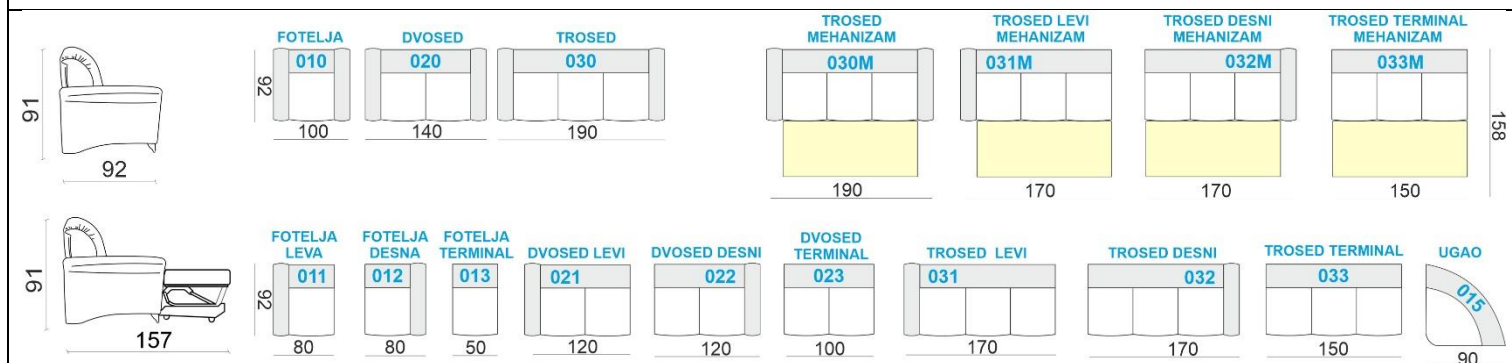 FOTELJA
010
DVOSED
020
TROSED
030
TROSED
MEHANIZAM
030M
TROSED LEVI
MEHANIZAM
031M
TROSED DESNI
MEHANIZAM
032M
TROSED TERMINAL
MEHANIZAM
033M
91
92
92
100
140
190
190
170
170
150
158
FOTELJA
LEVA
011
FOTELJA
DESNA
012
FOTELJA
TERMINAL
013
DVOSED LEVI
021
DVOSED DESNI
022
DVOSED
TERMINAL
023
TROSED LEVI
031
TROSED DESNI
032
TROSED TERMINAL
033
UGAO
015
91
157
92
80
80
50
120
120
100
170
170
150
90